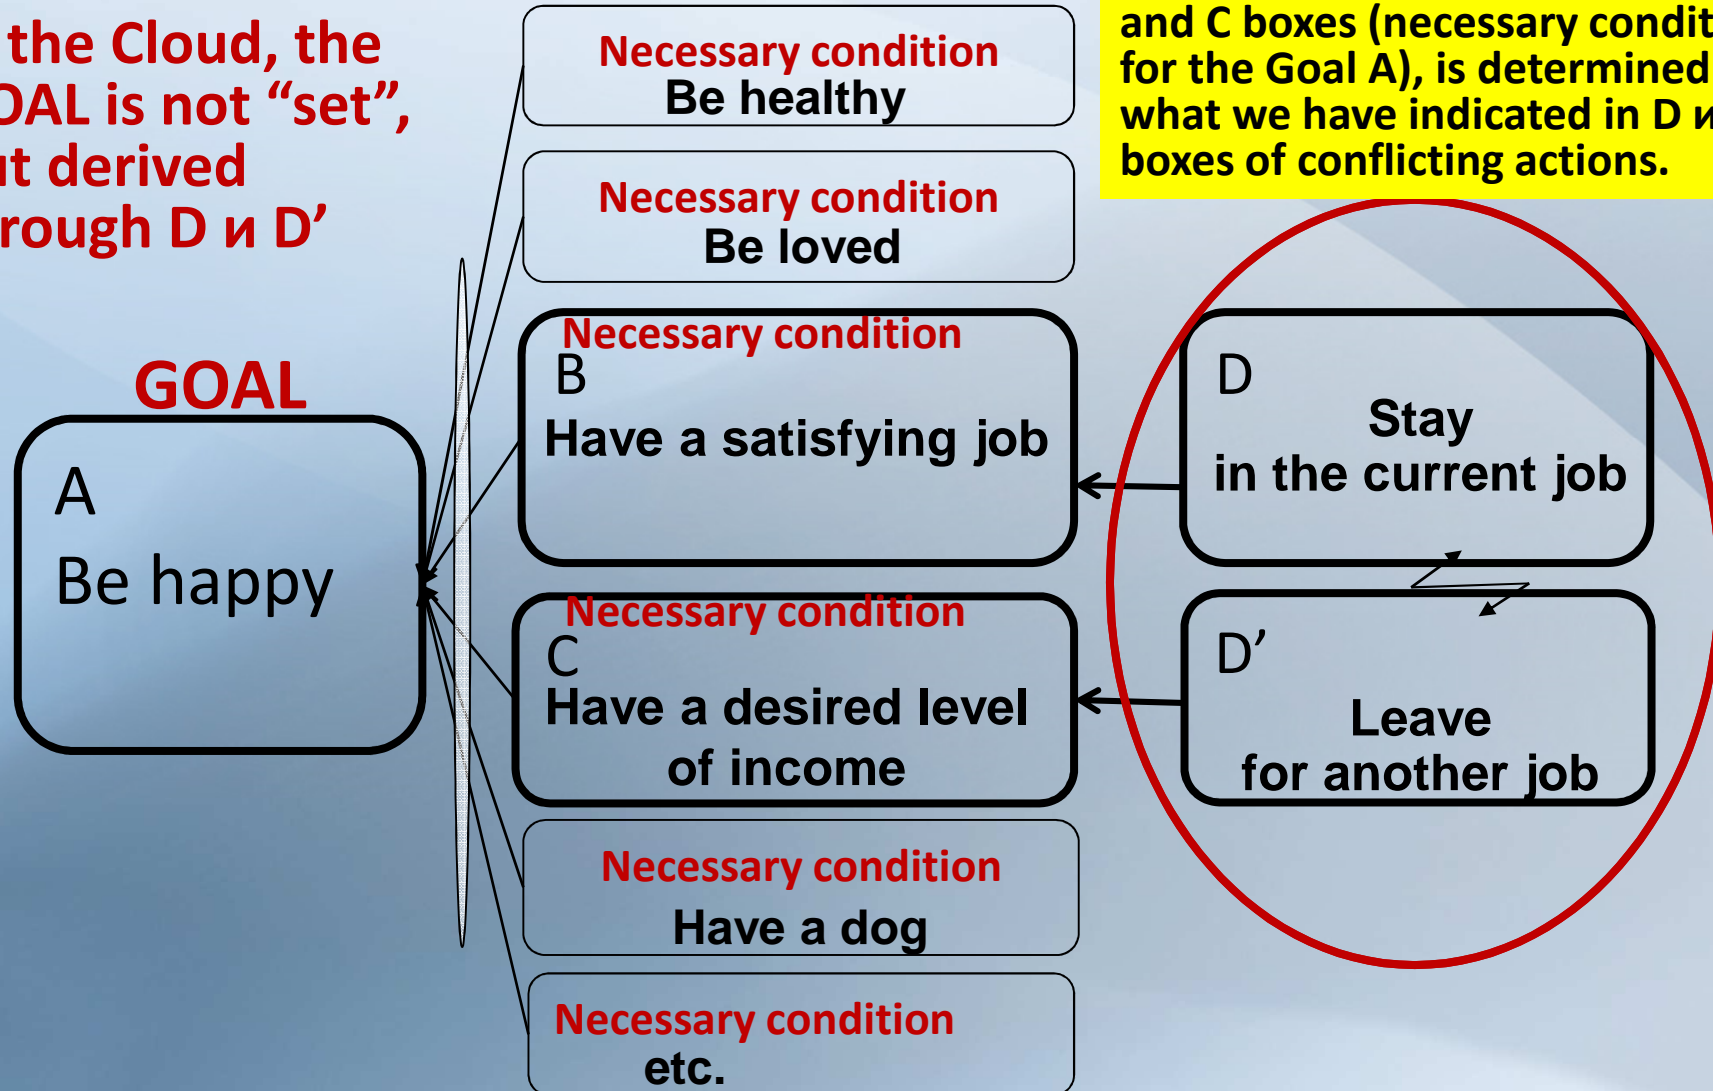 the Cloud, the
OAL is not “set”,
ut derived
rough D и D’
and C boxes (necessary condit
for the Goal A), is determined
what we have indicated in D и
boxes of conflicting actions.
Necessary condition
Be healthy
Necessary condition
Be loved
GOAL
A
Be happy
Necessary condition
B
Have a satisfying job
Necessary condition
C
Have a desired level
of income
Necessary condition
Have a dog
Necessary condition
etc.
D
Stay
in the current job
D’
Leave
for another job